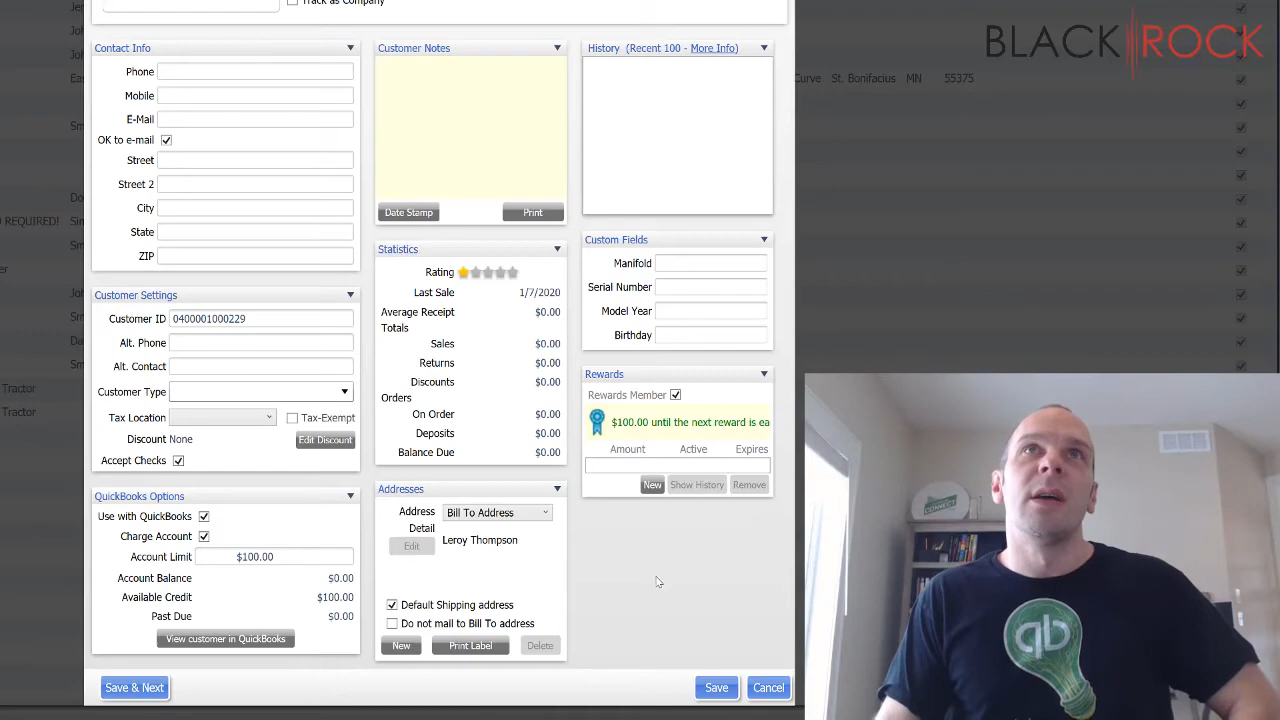 Track as Company
BLACK ROCK
Contact Info
Phone
Mobile
E-Mail
OK to e-mail
Street
Street 2
City
State
ZIP
Customer Settings
Customer ID 0400001000229
Alt. Phone
Alt. Contact
Customer Type
Tax Location Tax-Exempt
Discount None Edit Discount
Accept Checks
QuickBooks Options
Use with QuickBooks
Charge Account
Account Limit $100.00
Account Balance $0.00
Available Credit $100.00
Past Due $0.00
View customer in QuickBooks
Customer Notes
Date Stamp Print
Statistics
Rating
Last Sale 1/7/2020
Average Receipt $0.00
Totals
Sales $0.00
Returns $0.00
Discounts $0.00
Orders
On Order $0.00
Deposits $0.00
Balance Due $0.00
Addresses
Address Bill To Address
Detail
Leroy Thompson
Edit
Default Shipping address
Do not mail to Bill To address
New Print Label Delete
History (Recent 100 - More Info)
Custom Fields
Manifold
Serial Number
Model Year
Birthday
Rewards
Rewards Member
$100.00 until the next reward is ea
Amount Active Expires
New Show History Remove
Save & Next Save Cancel
Curve St. Bonifacius MN 55375
D REQUIRED!
Tractor
Tractor
CONNECT
qb